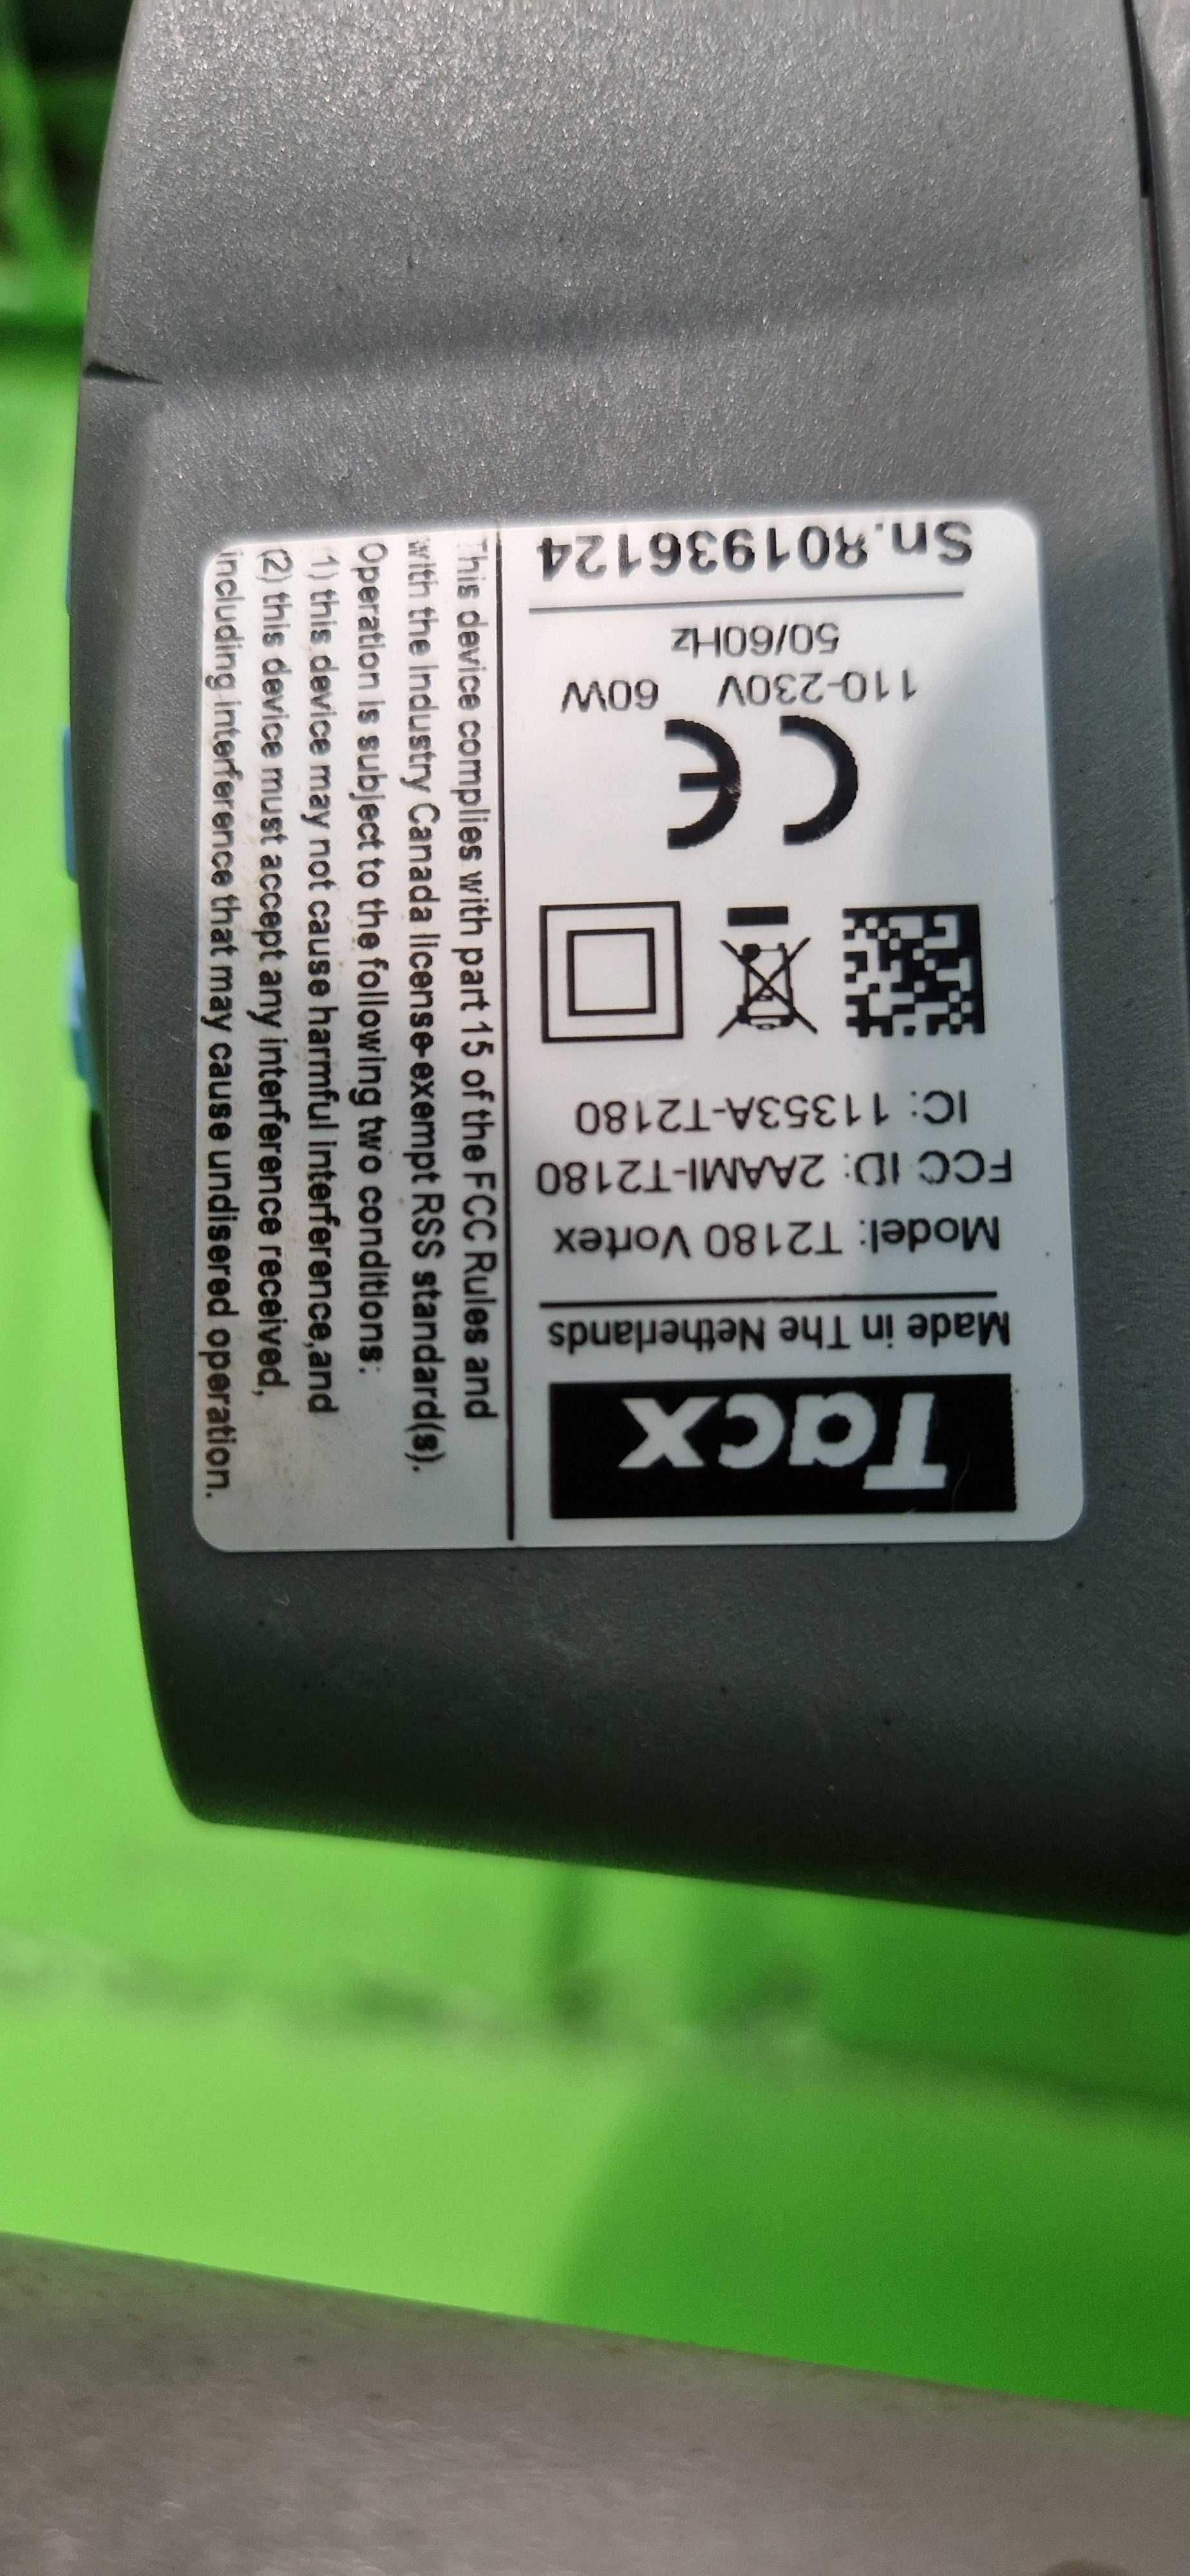 Tacx
Made in The Netherlands
Model: T2180 Vortex
FCC ID: 2AAMI-T2180
IC: 11353A-T2180
CE
110-230V 60W
50/60Hz
Sn.R01936124
This device complies with part 15 of the FCC Rules and
with the Industry Canada license-exempt RSS standard(s).
Operation is subject to the following two conditions:
1) this device may not cause harmful interference,and
(2) this device must accept any interference received,
including interference that may cause undisered operation.